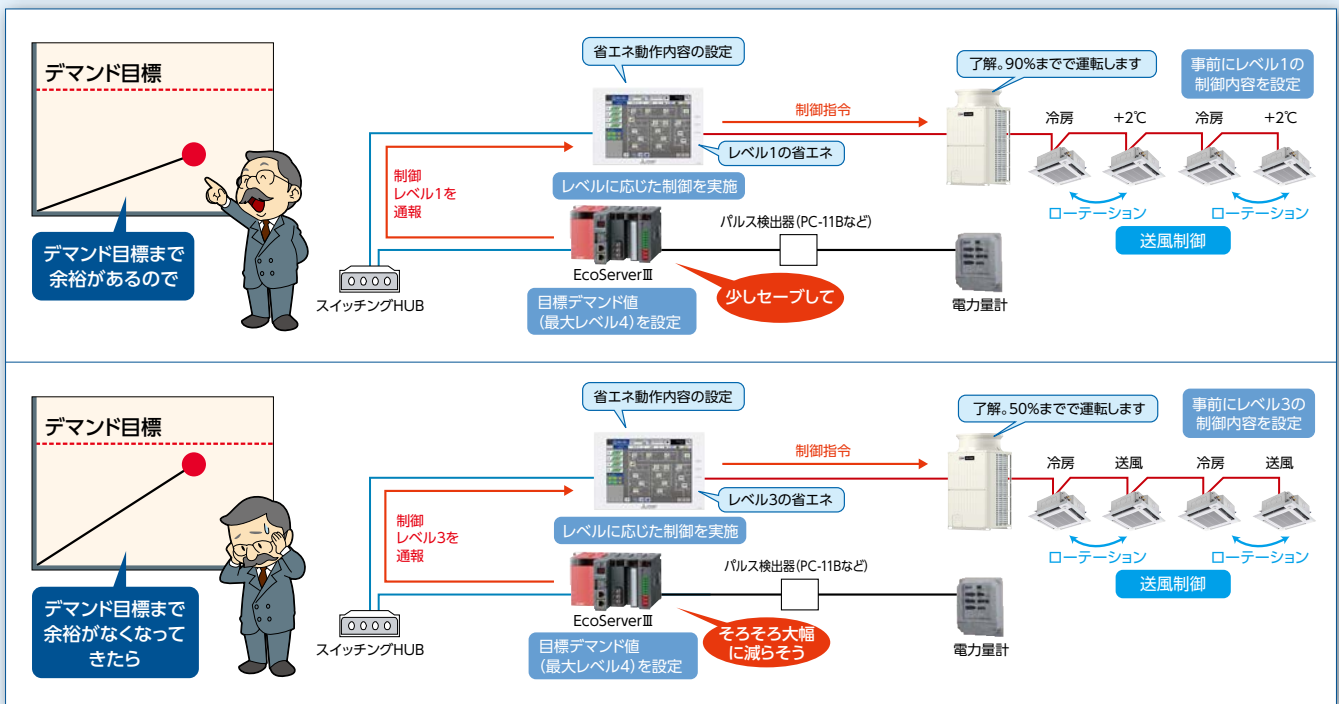 デマンド目標
デマンド目標まで
余裕があるので
省エネ動作内容の設定
制御指令
レベル1の省エネ
レベルに応じた制御を実施
制御
レベル1を
通報
スイッチングHUB
EcoServerⅢ
目標デマンド値
(最大レベル4)を設定
少しセーブして
パルス検出器(PC-11Bなど)
電力量計
了解。90%までで運転します
事前にレベル1の
制御内容を設定
冷房
+2℃
冷房
+2℃
ローテーション
ローテーション
送風制御
デマンド目標
デマンド目標まで
余裕がなくなって
きたら
省エネ動作内容の設定
制御指令
レベル3の省エネ
レベルに応じた制御を実施
制御
レベル3を
通報
スイッチングHUB
EcoServerⅢ
目標デマンド値
(最大レベル4)を設定
そろそろ大幅
に減らそう
パルス検出器(PC-11Bなど)
電力量計
了解。50%までで運転します
事前にレベル3の
制御内容を設定
冷房
送風
冷房
送風
ローテーション
ローテーション
送風制御